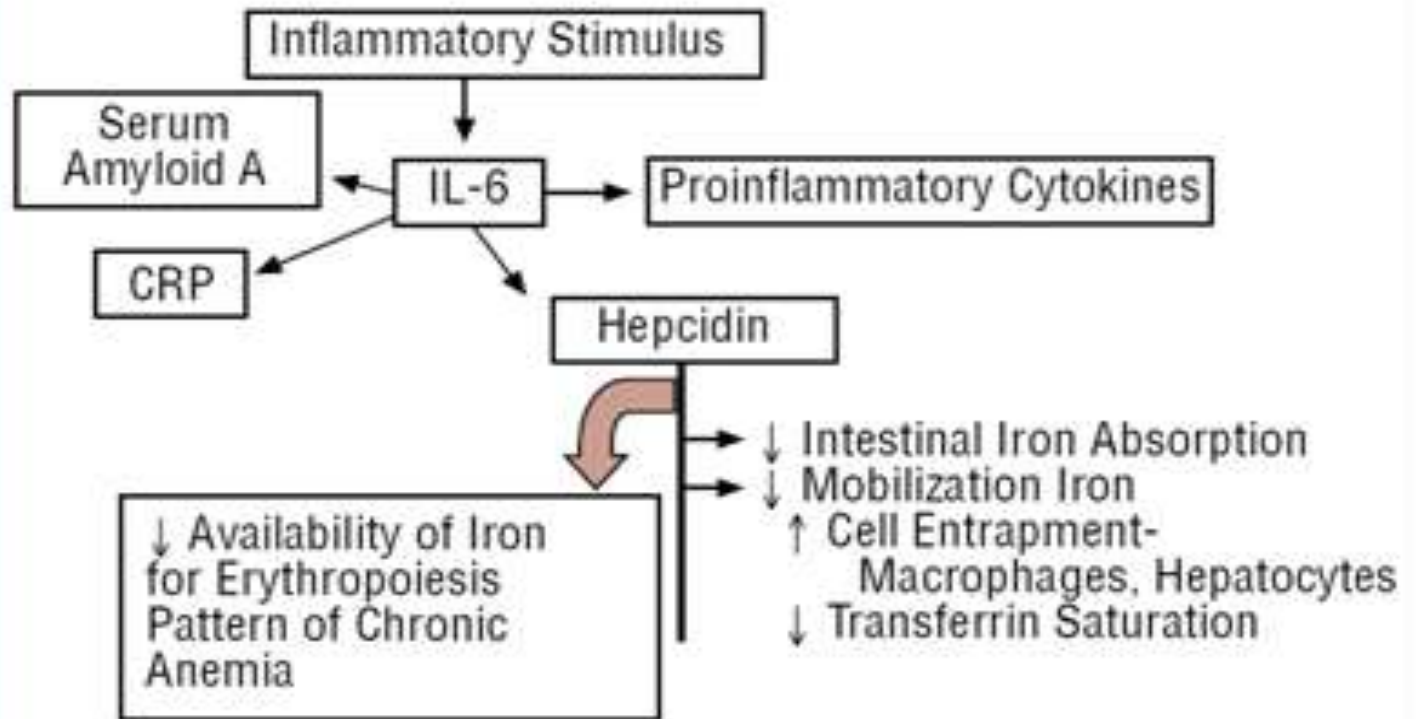 Inflammatory Stimulus
Serum
Amyloid A
IL-6
Proinflammatory Cytokines
CRP
Hepcidin
↓ Intestinal Iron Absorption
↓ Mobilization Iron
↑ Cell Entrapment-
Macrophages, Hepatocytes
↓ Transferrin Saturation
↓ Availability of Iron
for Erythropoiesis
Pattern of Chronic
Anemia